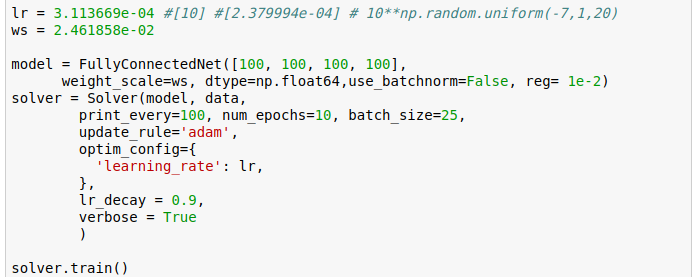 lr = 3.113669e-04 #[10] #[2.379994e-04] # 10**np.random.uniform(-7,1,20)
ws = 2.461858e-02
model = FullyConnectedNet([100, 100, 100, 100],
weight_scale=ws, dtype=np.float64,use_batchnorm=False, reg= 1e-2)
solver = Solver(model, data,
print_every=100, num_epochs=10, batch_size=25,
update_rule='adam',
optim_config={
'learning_rate': lr,
},
lr_decay = 0.9,
verbose = True
)
solver.train()